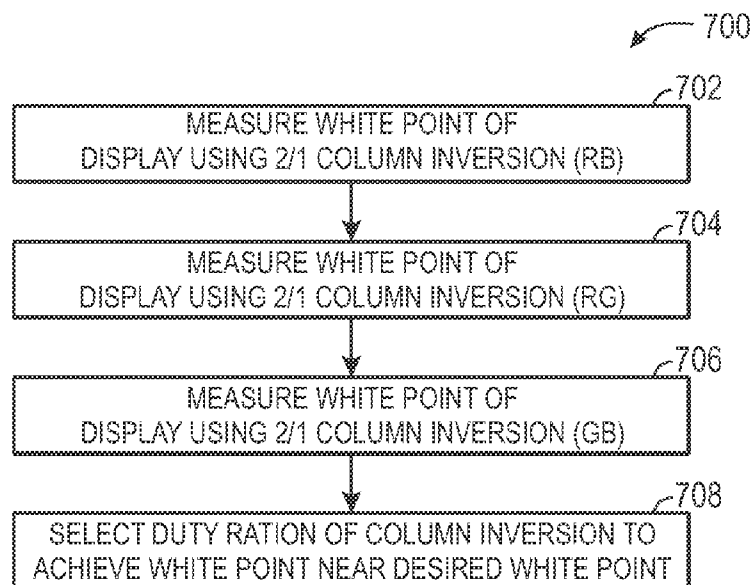 700
702
MEASURE WHITE POINT OF
DISPLAY USING 2/1 COLUMN INVERSION (RB)
704
MEASURE WHITE POINT OF
DISPLAY USING 2/1 COLUMN INVERSION (RG)
706
MEASURE WHITE POINT OF
DISPLAY USING 2/1 COLUMN INVERSION (GB)
708
SELECT DUTY RATION OF COLUMN INVERSION TO
ACHIEVE WHITE POINT NEAR DESIRED WHITE POINT